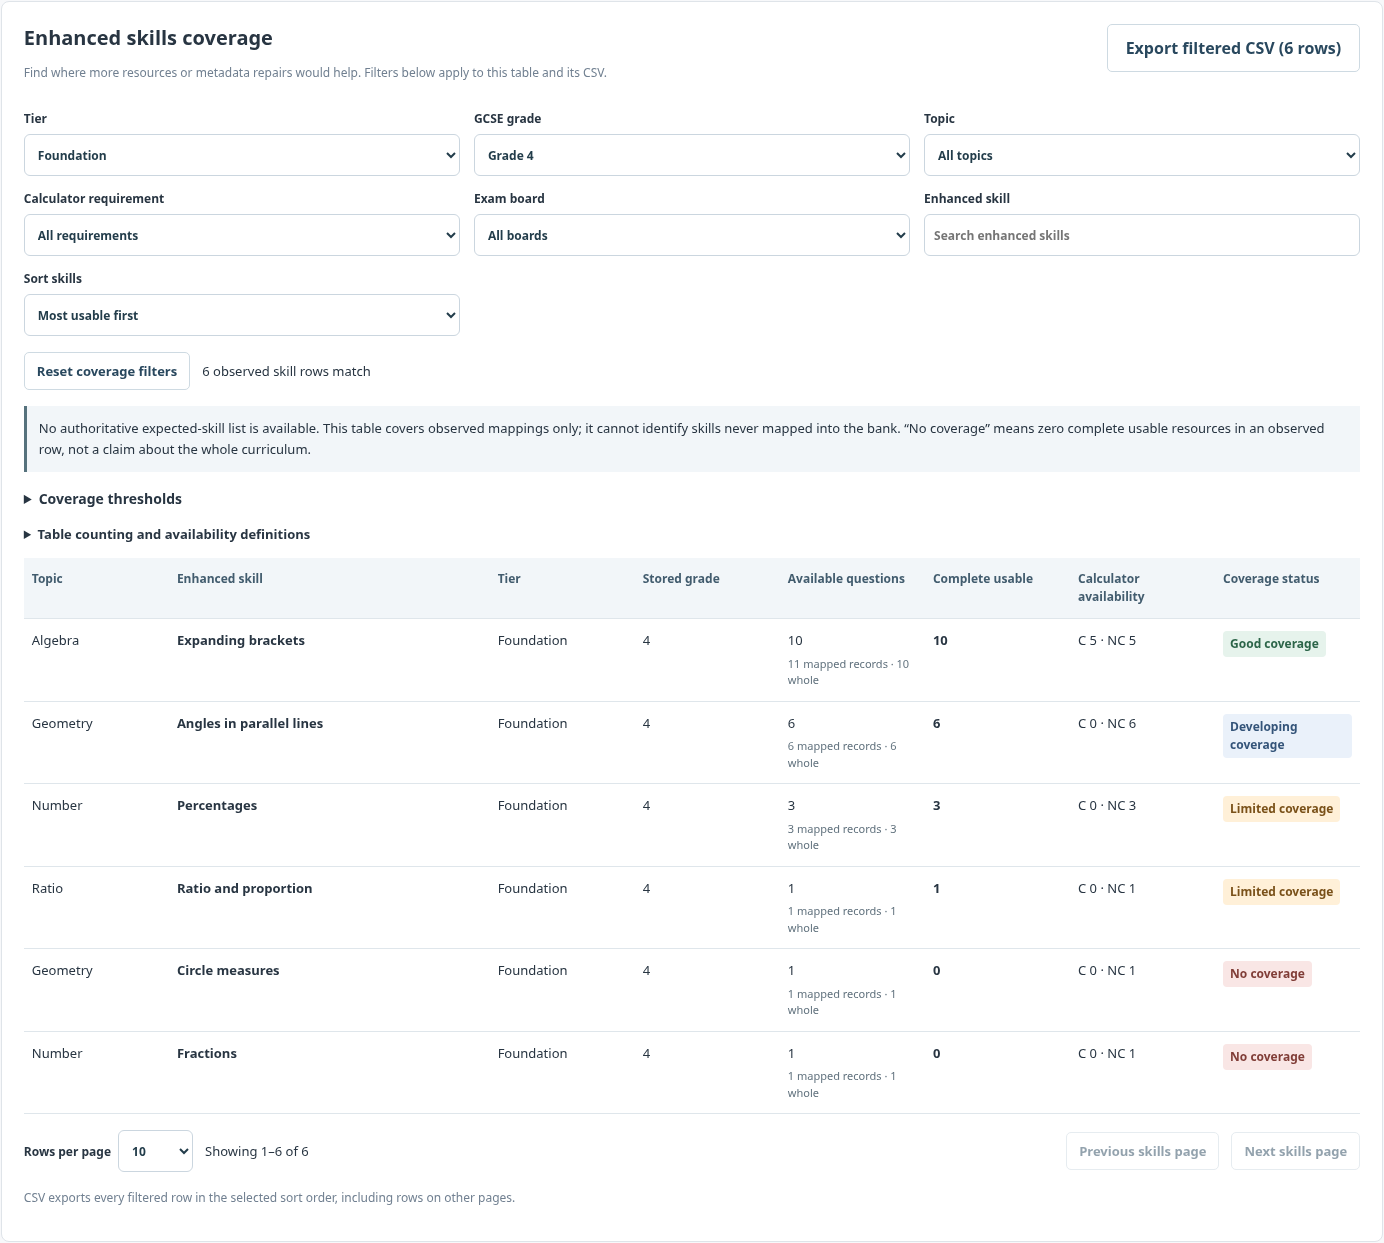 Enhanced skills coverage
Export filtered CSV (6 rows)
Find where more resources or metadata repairs would help. Filters below apply to this table and its CSV.
Tier
GCSE grade
Topic
Foundation
Grade 4
All topics
Calculator requirement
Exam board
Enhanced skill
All requirements
All boards
Search enhanced skills
Sort skills
Most usable first
Reset coverage filters
6 observed skill rows match
No authoritative expected-skill list is available. This table covers observed mappings only; it cannot identify skills never mapped into the bank. “No coverage” means zero complete usable resources in an observed
row, not a claim about the whole curriculum.
Coverage thresholds
Table counting and availability definitions
Topic
Enhanced skill
Tier
Stored grade
Available questions
Complete usable
Calculator
availability
Coverage status
Algebra
Expanding brackets
Foundation
4
10
11 mapped records · 10
whole
10
C 5 · NC 5
Good coverage
Geometry
Angles in parallel lines
Foundation
4
6
6 mapped records · 6
whole
6
C 0 · NC 6
Developing
coverage
Number
Percentages
Foundation
4
3
3 mapped records · 3
whole
3
C 0 · NC 3
Limited coverage
Ratio
Ratio and proportion
Foundation
4
1
1 mapped records · 1
whole
1
C 0 · NC 1
Limited coverage
Geometry
Circle measures
Foundation
4
1
1 mapped records · 1
whole
0
C 0 · NC 1
No coverage
Number
Fractions
Foundation
4
1
1 mapped records · 1
whole
0
C 0 · NC 1
No coverage
Rows per page
10
Showing 1–6 of 6
Previous skills page
Next skills page
CSV exports every filtered row in the selected sort order, including rows on other pages.